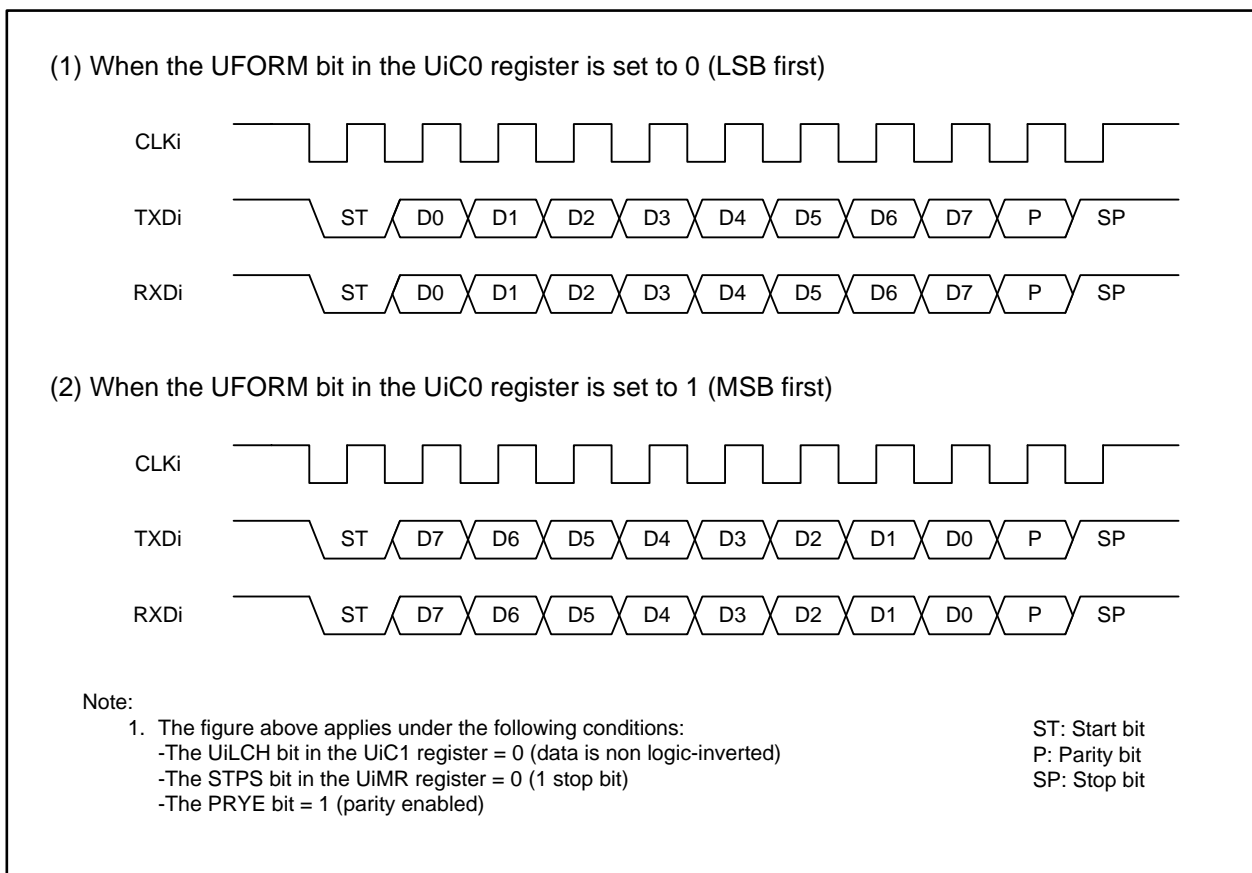 (1) When the UFORM bit in the UiC0 register is set to 0 (LSB first)
CLKi
TXDi ST D0 D1 D2 D3 D4 D5 D6 D7 P SP
RXDi ST D0 D1 D2 D3 D4 D5 D6 D7 P SP
(2) When the UFORM bit in the UiC0 register is set to 1 (MSB first)
CLKi
TXDi ST D7 D6 D5 D4 D3 D2 D1 D0 P SP
RXDi ST D7 D6 D5 D4 D3 D2 D1 D0 P SP
Note:
1. The figure above applies under the following conditions:
-The UiLCH bit in the UiC1 register = 0 (data is non logic-inverted)
-The STPS bit in the UiMR register = 0 (1 stop bit)
-The PRYE bit = 1 (parity enabled)
ST: Start bit
P: Parity bit
SP: Stop bit